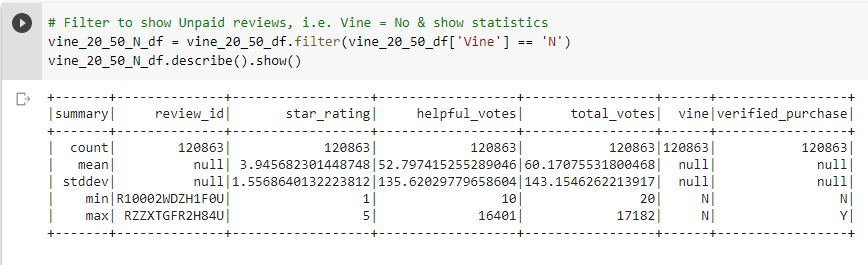 # Filter to show Unpaid reviews, i.e. Vine = No & show statistics
vine_20_50_N_df = vine_20_50_df.filter(vine_20_50_df['Vine'] == 'N')
vine_20_50_N_df.describe().show()
+-------+--------------+------------------+------------------+-----------------+------+-----------------+
|summary|     review_id|       star_rating|     helpful_votes|      total_votes|  vine|verified_purchase|
+-------+--------------+------------------+------------------+-----------------+------+-----------------+
|  count|        120863|            120863|            120863|           120863|120863|           120863|
|   mean|          null| 3.945682301448748|52.797415255289046|60.17075531800468|  null|             null|
| stddev|          null|1.5568640132223812|135.62029779658604|143.1546262213917|  null|             null|
|    min|R10002WDZH1F0U|                 1|                10|               20|     N|                N|
|    max| RZZXTGFR2H84U|                 5|             16401|            17182|     N|                Y|
+-------+--------------+------------------+------------------+-----------------+------+-----------------+